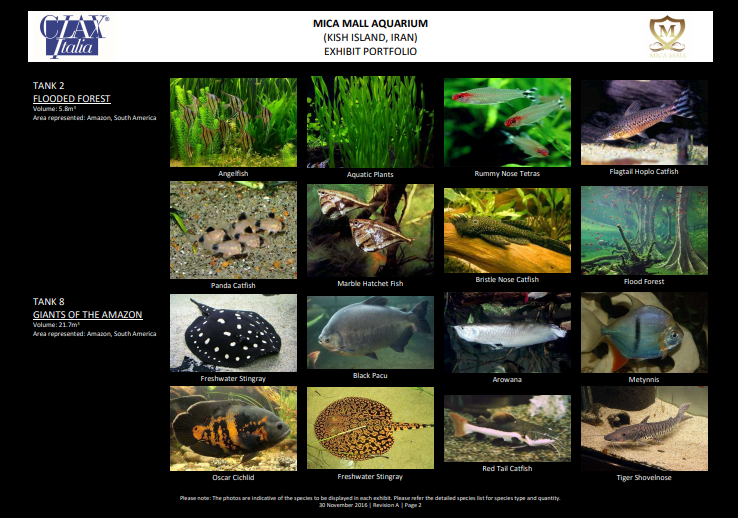 CLAX®
Italia
MICA MALL AQUARIUM
(KISH ISLAND, IRAN)
EXHIBIT PORTFOLIO
M
MICA MALL
TANK 2
FLOODED FOREST
Volume: 5.8m³
Area represented: Amazon, South America
Angelfish
Aquatic Plants
Rummy Nose Tetras
Flagtail Hoplo Catfish
Panda Catfish
Marble Hatchet Fish
Bristle Nose Catfish
Flood Forest
TANK 8
GIANTS OF THE AMAZON
Volume: 21.7m³
Area represented: Amazon, South America
Freshwater Stingray
Black Pacu
Arowana
Metynnis
Oscar Cichlid
Freshwater Stingray
Red Tail Catfish
Tiger Shovelnose
Please note: The photos are indicative of the species to be displayed in each exhibit. Please refer the detailed species list for species type and quantity.
30 November 2016 | Revision A | Page 2